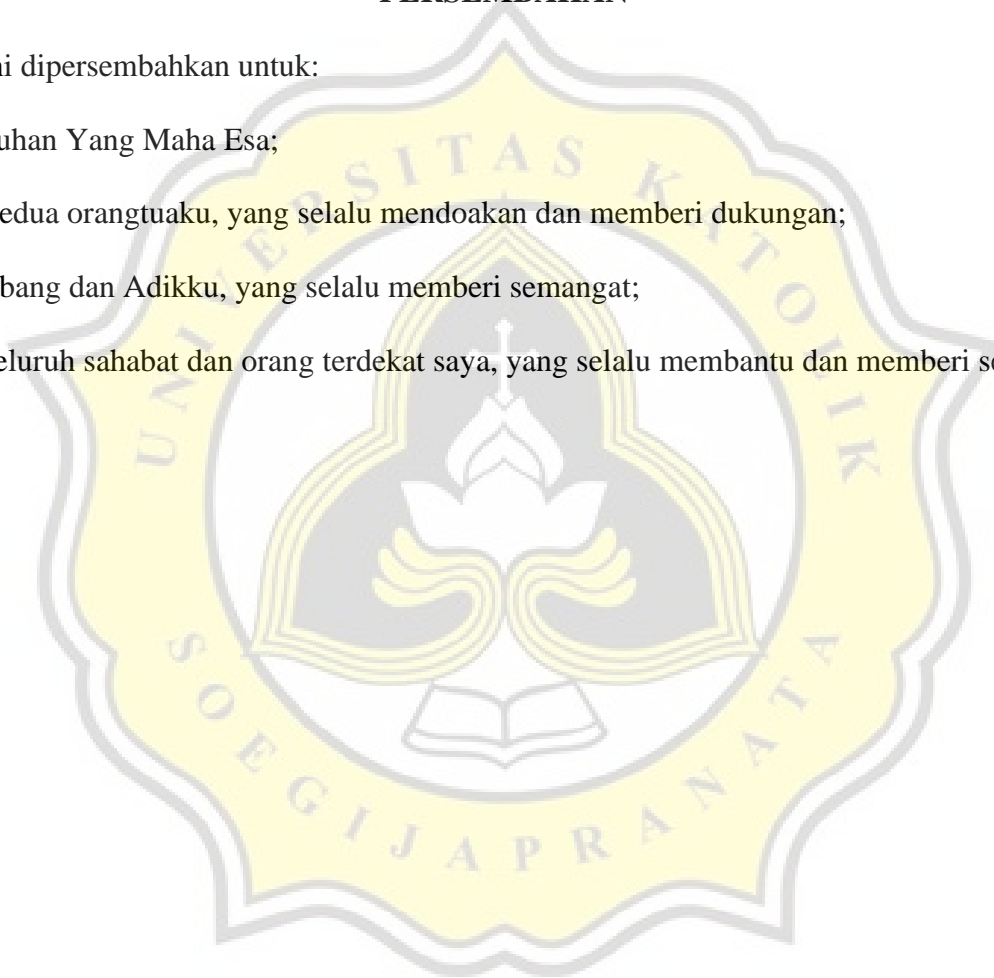 PERSEMBAHAN
ni dipersembahkan untuk:
uhan Yang Maha Esa;
edua orangtuaku, yang selalu mendoakan dan memberi dukungan;
bang dan Adikku, yang selalu memberi semangat;
eluruh sahabat dan orang terdekat saya, yang selalu membantu dan memberi se
UNIVERSITAS KATOLIK
SOEGIJAPRANATA